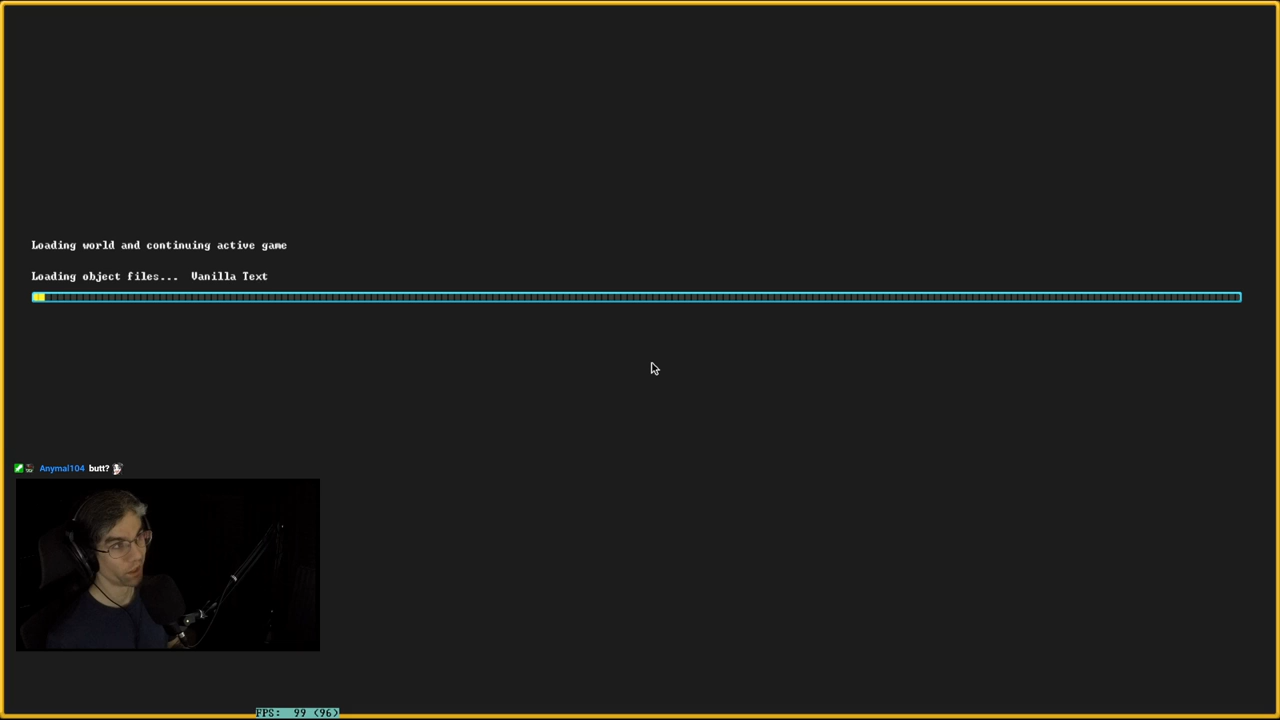 Loading world and continuing active game
Loading object files... Vanilla Text
Anymal104 butt?
FPS: 99 (96)